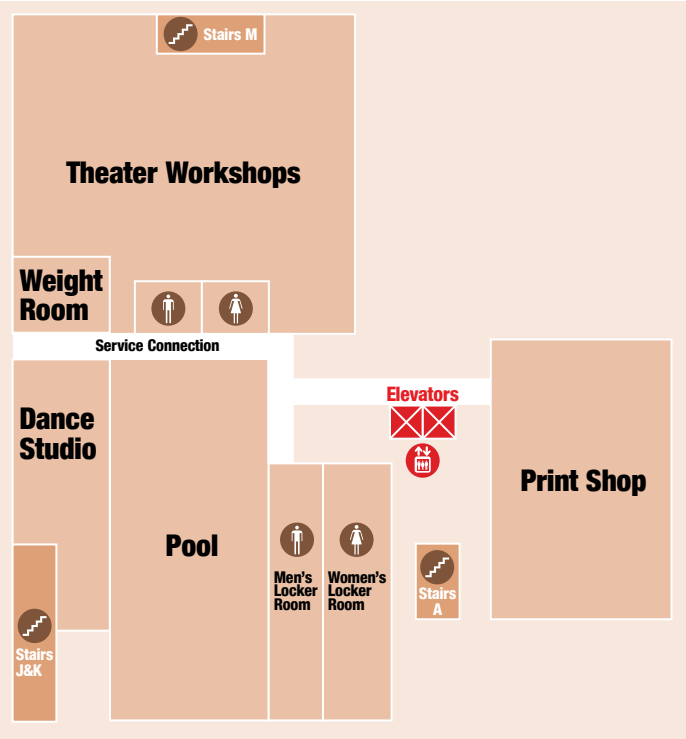 Stairs M
Theater Workshops
Weight
Room
Service Connection
Elevators
Dance
Studio
Print Shop
Pool
Men's
Locker
Room
Women's
Locker
Room
Stairs
A
Stairs
J&K